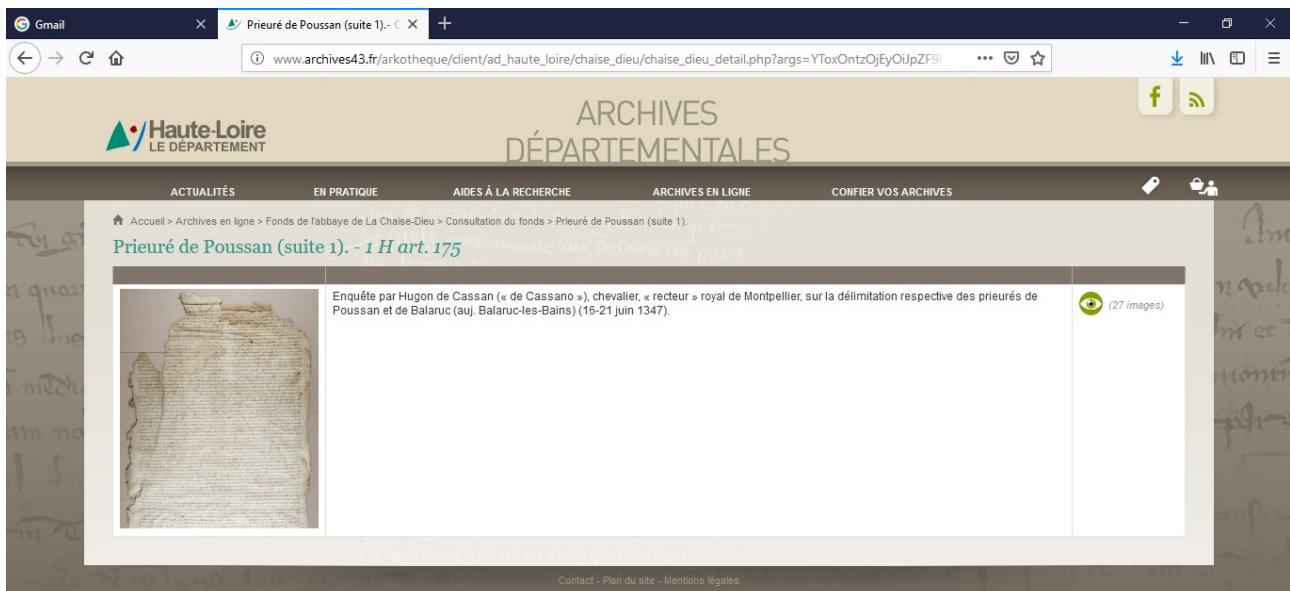 Gmail
Prieuré de Poussan (suite 1).- C
www.archives43.fr/arkotheque/client/ad_haute_loire/chaise_dieu/chaise_dieu_detail.php?args=YToxOntzOjEyOiJpZF9
f
ARCHIVES
DÉPARTEMENTALES
Haute-Loire
LE DÉPARTEMENT
ACTUALITÉS EN PRATIQUE AIDES À LA RECHERCHE ARCHIVES EN LIGNE CONFIER VOS ARCHIVES
Accueil > Archives en ligne > Fonds de l'abbaye de La Chaise-Dieu > Consultation du fonds > Prieuré de Poussan (suite 1).
Prieuré de Poussan (suite 1). - 1 H art. 175
Enquête par Hugon de Cassan (« de Cassano »), chevalier, « recteur » royal de Montpellier, sur la délimitation respective des prieurés de
Poussan et de Balaruc (auj. Balaruc-les-Bains) (16-21 juin 1347).
(27 images)
Contact - Plan du site - Mentions légales